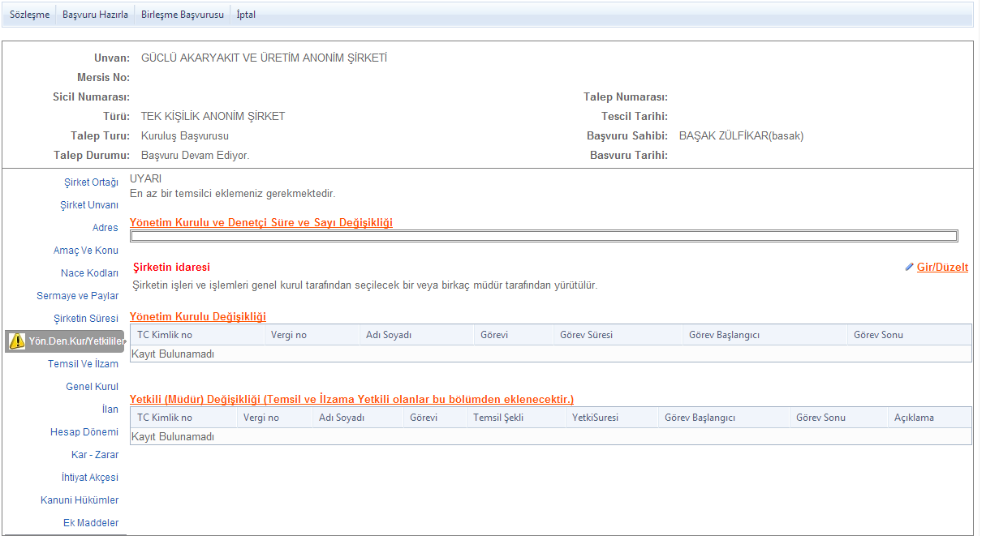 Sözleşme Başvuru Hazırla Birleşme Başvurusu İptal
Unvan: GÜCLÜ AKARYAKIT VE ÜRETİM ANONİM ŞİRKETİ
Mersis No:
Sicil Numarası: Talep Numarası:
Türü: TEK KİŞİLİK ANONİM ŞİRKET Tescil Tarihi:
Talep Turu: Kuruluş Başvurusu Başvuru Sahibi: BAŞAK ZÜLFİKAR(basak)
Talep Durumu: Başvuru Devam Ediyor. Basvuru Tarihi:
Şirket Ortağı
Şirket Unvanı
Adres
Amaç Ve Konu
Nace Kodları
Sermaye ve Paylar
Şirketin Süresi
Yön.Den.Kur/Yetkililer
Temsil Ve İlzam
Genel Kurul
İlan
Hesap Dönemi
Kar - Zarar
İhtiyat Akçesi
Kanuni Hükümler
Ek Maddeler
UYARI
En az bir temsilci eklemeniz gerekmektedir.
Yönetim Kurulu ve Denetçi Süre ve Sayı Değişikliği
Şirketin idaresi Gir/Düzelt
Şirketin işleri ve işlemleri genel kurul tarafından seçilecek bir veya birkaç müdür tarafından yürütülür.
Yönetim Kurulu Değişikliği
TC Kimlik no Vergi no Adı Soyadı Görevi Görev Süresi Görev Başlangıcı Görev Sonu
Kayıt Bulunamadı
Yetkili (Müdür) Değişikliği (Temsil ve İlzama Yetkili olanlar bu bölümden eklenecektir.)
TC Kimlik no Vergi no Adı Soyadı Görevi Temsil Şekli YetkiSuresi Görev Başlangıcı Görev Sonu Açıklama
Kayıt Bulunamadı